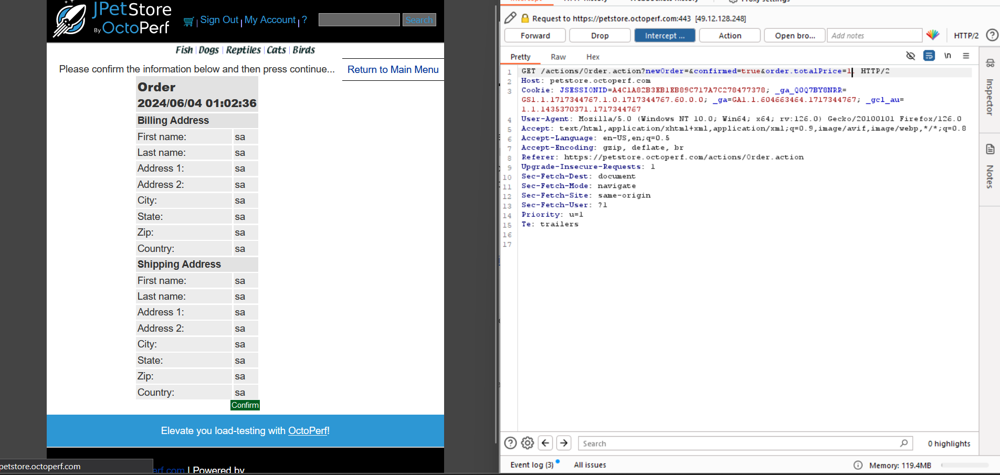 JPetStore
By OctoPerf
Sign Out | My Account | ?
Search
Fish | Dogs | Reptiles | Cats | Birds
Please confirm the information below and then press continue...
Return to Main Menu
Order
2024/06/04 01:02:36
Billing Address
First name: sa
Last name: sa
Address 1: sa
Address 2: sa
City: sa
State: sa
Zip: sa
Country: sa
Shipping Address
First name: sa
Last name: sa
Address 1: sa
Address 2: sa
City: sa
State: sa
Zip: sa
Country: sa
Confirm
Elevate you load-testing with OctoPerf!
petstore.octoperf.com
erf.com | Powered by
Request to https://petstore.octoperf.com:443 [49.12.128.248]
Forward
Drop
Intercept ...
Action
Open bro...
Add notes
HTTP/2
Pretty
Raw
Hex
\n
1 GET /actions/Order.action?newOrder=&confirmed=true&order.totalPrice=1 HTTP/2
2 Host: petstore.octoperf.com
3 Cookie: JSESSIONID=A4C1A82B3EB1EB89C717A7C278477378; _ga_Q0Q7BY8NRR=
GS1.1.1717344767.1.0.1717344767.60.0.0; _ga=GA1.1.604663464.1717344767; _gcl_au=
1.1.1435370371.1717344767
4 User-Agent: Mozilla/5.0 (Windows NT 10.0; Win64; x64; rv:126.0) Gecko/20100101 Firefox/126.0
5 Accept: text/html,application/xhtml+xml,application/xml;q=0.9,image/avif,image/webp,*/*;q=0.8
6 Accept-Language: en-US,en;q=0.5
7 Accept-Encoding: gzip, deflate, br
8 Referer: https://petstore.octoperf.com/actions/Order.action
9 Upgrade-Insecure-Requests: 1
10 Sec-Fetch-Dest: document
11 Sec-Fetch-Mode: navigate
12 Sec-Fetch-Site: same-origin
13 Sec-Fetch-User: ?1
14 Priority: u=1
15 Te: trailers
16
17
Inspector
Notes
Search
0 highlights
Event log (3)
All issues
Memory: 119.4MB